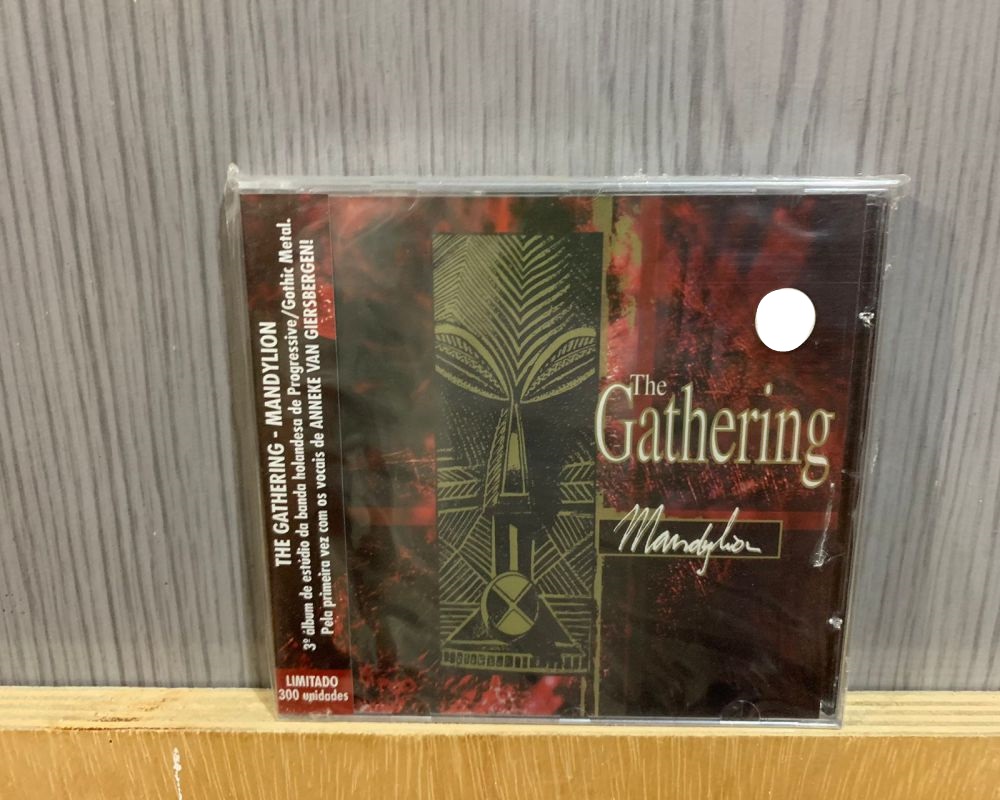 THE GATHERING - MANDYLION
3º álbum de estúdio da banda holandesa de Progressive/Gothic Metal.
Pela primeira vez com os vocais de ANNEKE VAN GIERSBERGEN!
LIMITADO
300 unidades
The
Gathering
Mandylion